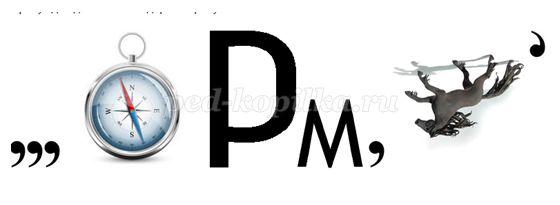 ,,, Рм, ,
ped-kopilka.ru